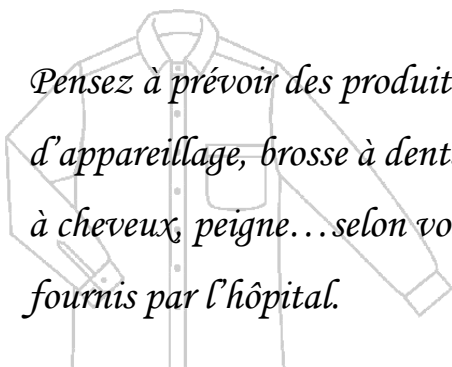 Pensez à prévoir des produit
d’appareillage, brosse à dent
à cheveux, peigne…selon vo
fournis par l’hôpital.